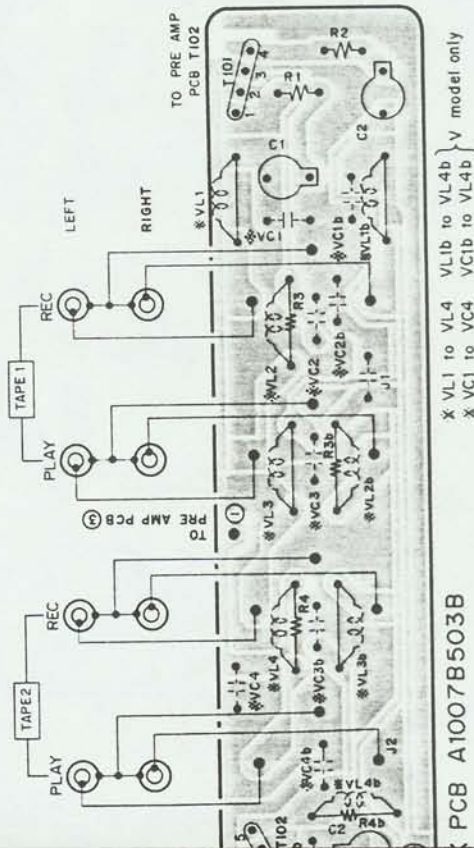 TO PRE AMP
PCB T102
T101
1
2
3
4
R2
R1
C1
C2
LEFT
RIGHT
REC
TAPE 1
PLAY
REC
TAPE2
PLAY
※VL1
※VC1
※VC1b
※VL1b
R3
※VL2
※VC2
※VC2b
J1
※VL3
※VC3
R3b
※VL2b
TO ①
PRE AMP PCB ③
R4
※VL4
※VC4
※VC3b
※VL3b
※VC4b
※VL4b
R4b
C2
J2
5
T102
※ VL1 to VL4 VL1b to VL4b
※ VC1 to VC4 VC1b to VC4b
V model only
PCB A1007B503B